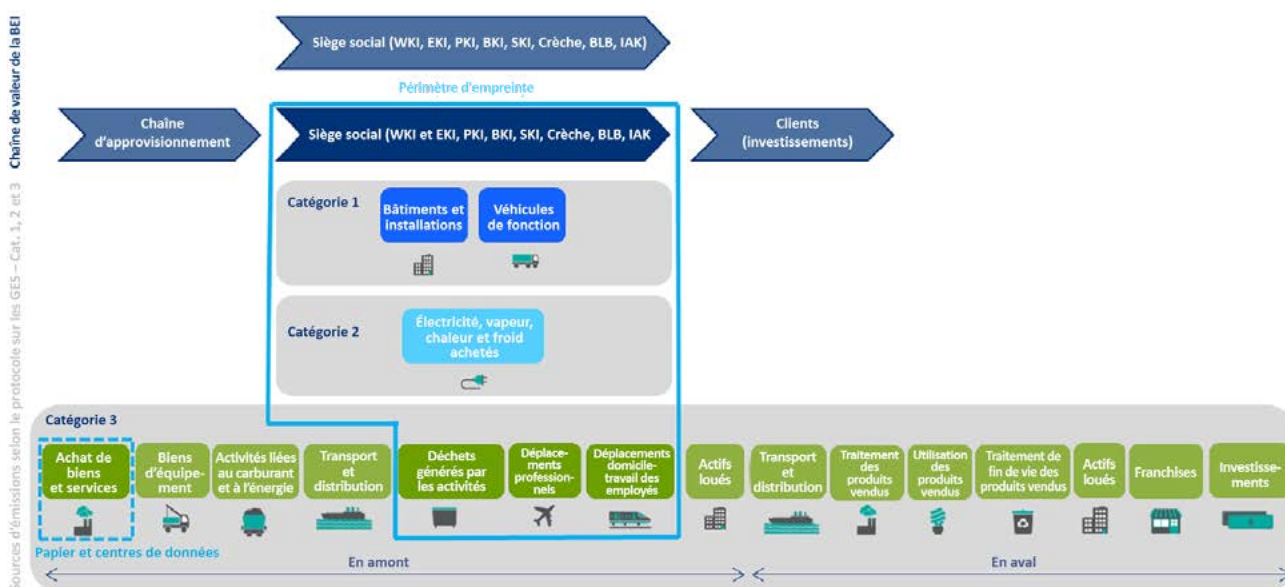 Siège social (WKI, EKI, PKI, BKI, SKI, Crèche, BLB, IAK)
Périmètre d'empreinte
Chaîne de valeur de la BEI
Chaîne
d'approvisionnement
Siège social (WKI et EKI, PKI, BKI, SKI, Crèche, BLB, IAK
Clients
(investissements)
Sources d'émissions selon le protocole sur les GES – Cat. 1, 2 et 3
Catégorie 1
Bâtiments et
installations
Véhicules
de fonction
Catégorie 2
Électricité, vapeur,
chaleur et froid
achetés
Catégorie 3
Achat de
biens
et services
Biens
d'équipe-
ment
Activités liées
au carburant
et à l'énergie
Transport
et
distribution
Déchets
générés par
les activités
Déplace-
ments
profession-
nels
Déplacements
domicile-
travail des
employés
Actifs
loués
Transport
et
distribution
Traitement
des
produits
vendus
Utilisation
des
produits
vendus
Traitement de
fin de vie des
produits vendus
Actifs
loués
Franchises
Investisse-
ments
Papier et centres de données
En amont
En aval